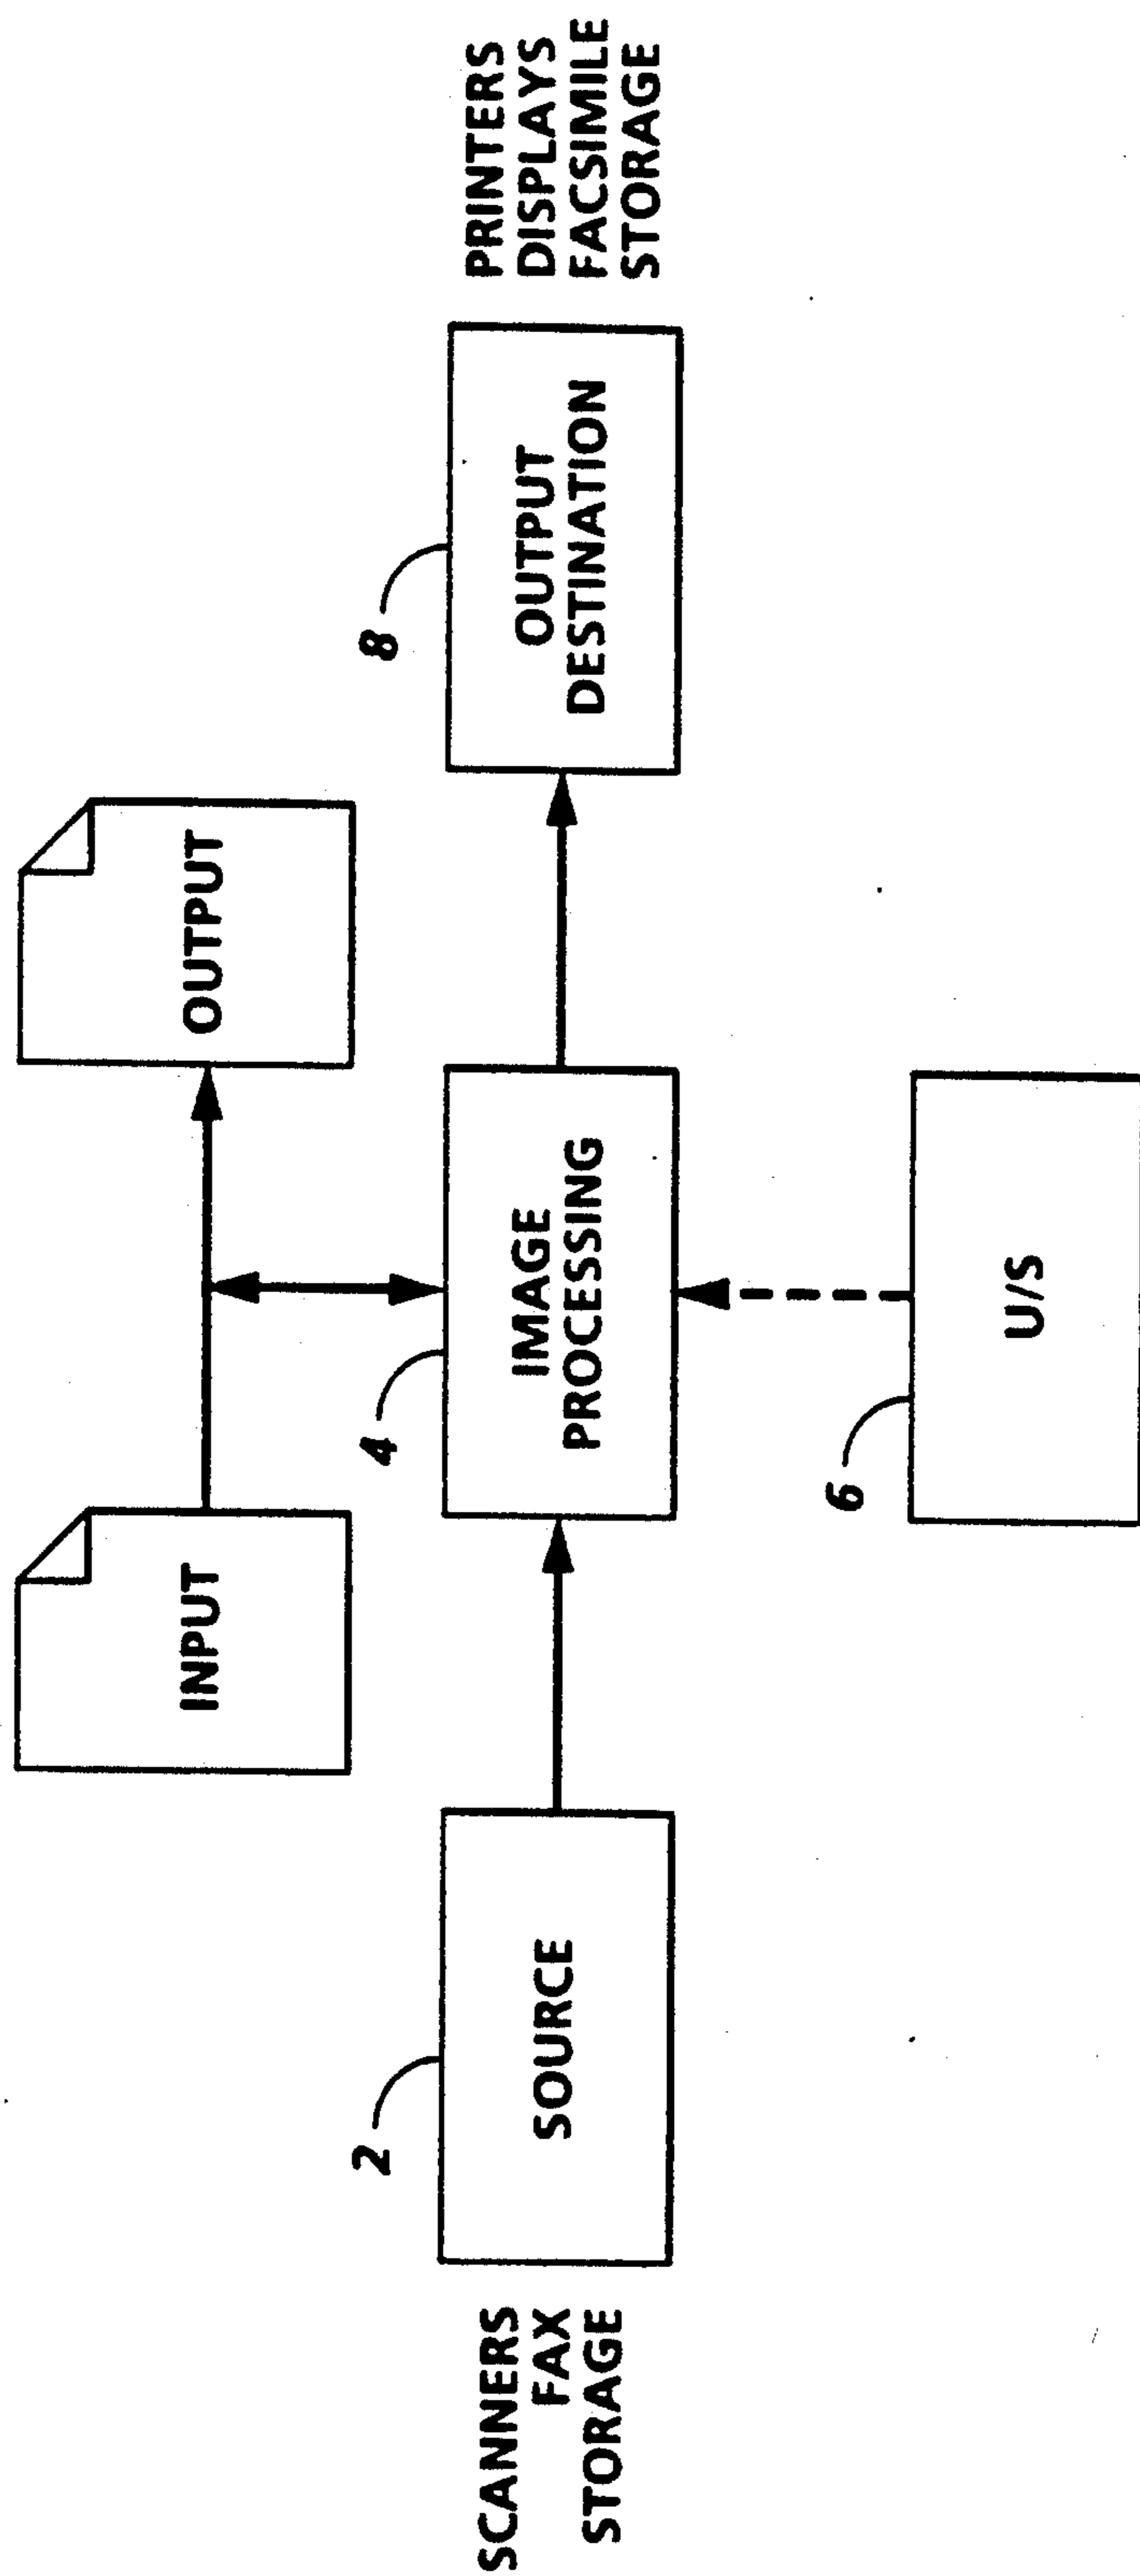 INPUT
OUTPUT
SCANNERS
FAX
STORAGE
2
SOURCE
4
IMAGE
PROCESSING
8
OUTPUT
DESTINATION
PRINTERS
DISPLAYS
FACSIMILE
STORAGE
6
U/S